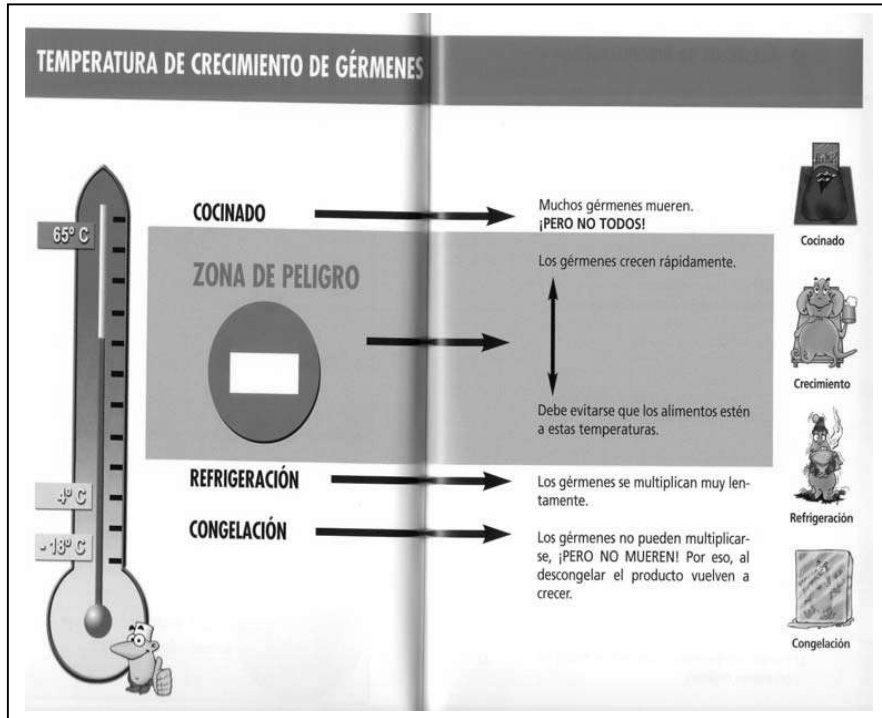 TEMPERATURA DE CRECIMIENTO DE GÉRMENES
65º C
COCINADO
Muchos gérmenes mueren.
¡PERO NO TODOS!
Cocinado
ZONA DE PELIGRO
Los gérmenes crecen rápidamente.
Debe evitarse que los alimentos estén
a estas temperaturas.
Crecimiento
4º C
REFRIGERACIÓN
Los gérmenes se multiplican muy len-
tamente.
Refrigeración
-18º C
CONGELACIÓN
Los gérmenes no pueden multiplicar-
se, ¡PERO NO MUEREN! Por eso, al
descongelar el producto vuelven a
crecer.
Congelación